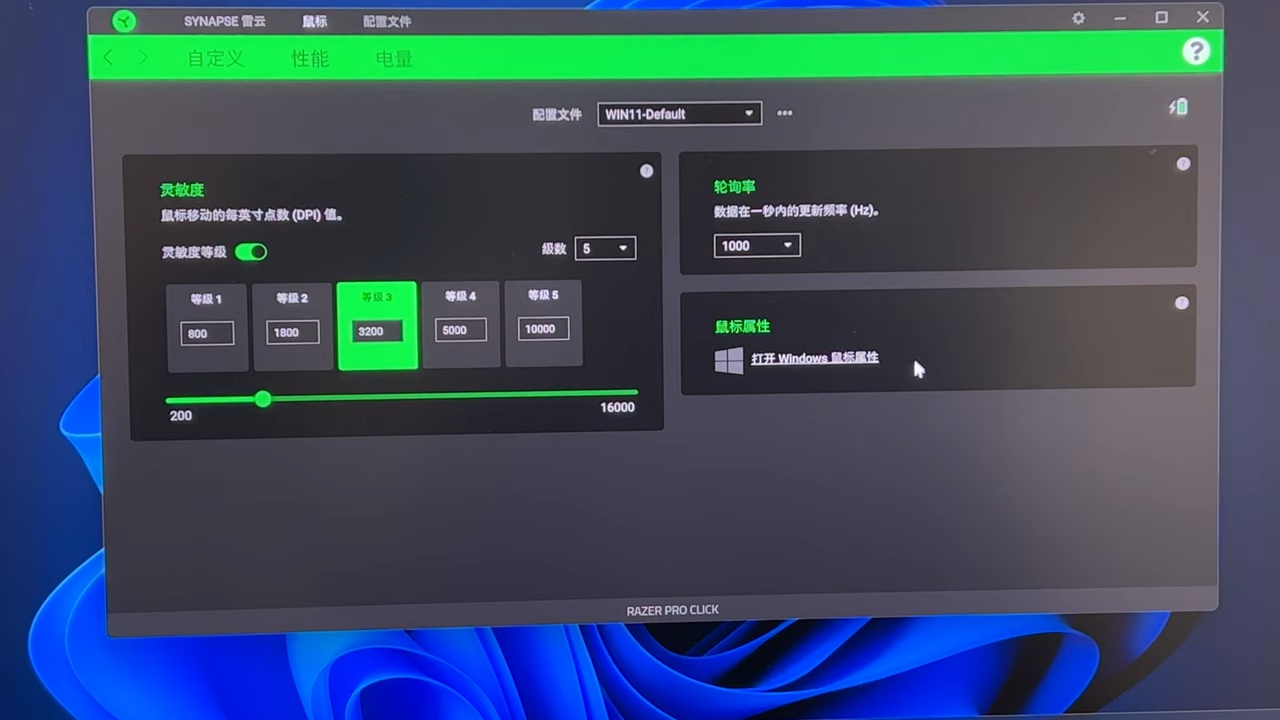 SYNAPSE 雷云 鼠标 配置文件
自定义 性能 电量
?
配置文件 WIN11-Default
灵敏度
?
鼠标移动的每英寸点数 (DPI) 值。
灵敏度等级 级数 5
等级 1 等级 2 等级 3 等级 4 等级 5
800 1800 3200 5000 10000
200 16000
轮询率
?
数据在一秒内的更新频率 (Hz)。
1000
鼠标属性
?
打开 Windows 鼠标属性
RAZER PRO CLICK